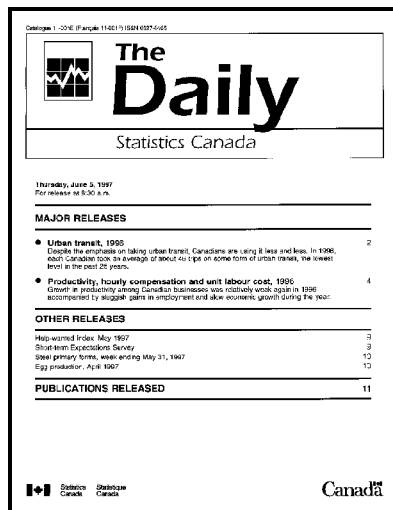 The
Daily
Statistics Canada
Thursday, June 5, 1997
For release at 8:30 a.m.
MAJOR RELEASES
● Urban transit, 1996 2
Despite the emphasis on taking urban transit, Canadians are using it less and less. In 1996,
each Canadian took an average of about 48 trips on some form of urban transit, the lowest
level in the past 25 years.
● Productivity, hourly compensation and unit labour cost, 1996 4
Growth in productivity among Canadian businesses was relatively weak again in 1996
accompanied by sluggish gains in employment and slow economic growth during the year.
OTHER RELEASES
Help-wanted Index May 1997 9
Short-term Expectations Survey 9
Steel primary forms, week ending May 31, 1997 10
Egg production, April 1997 10
PUBLICATIONS RELEASED 11
Statistics Statistique
Canada Canada
Canada